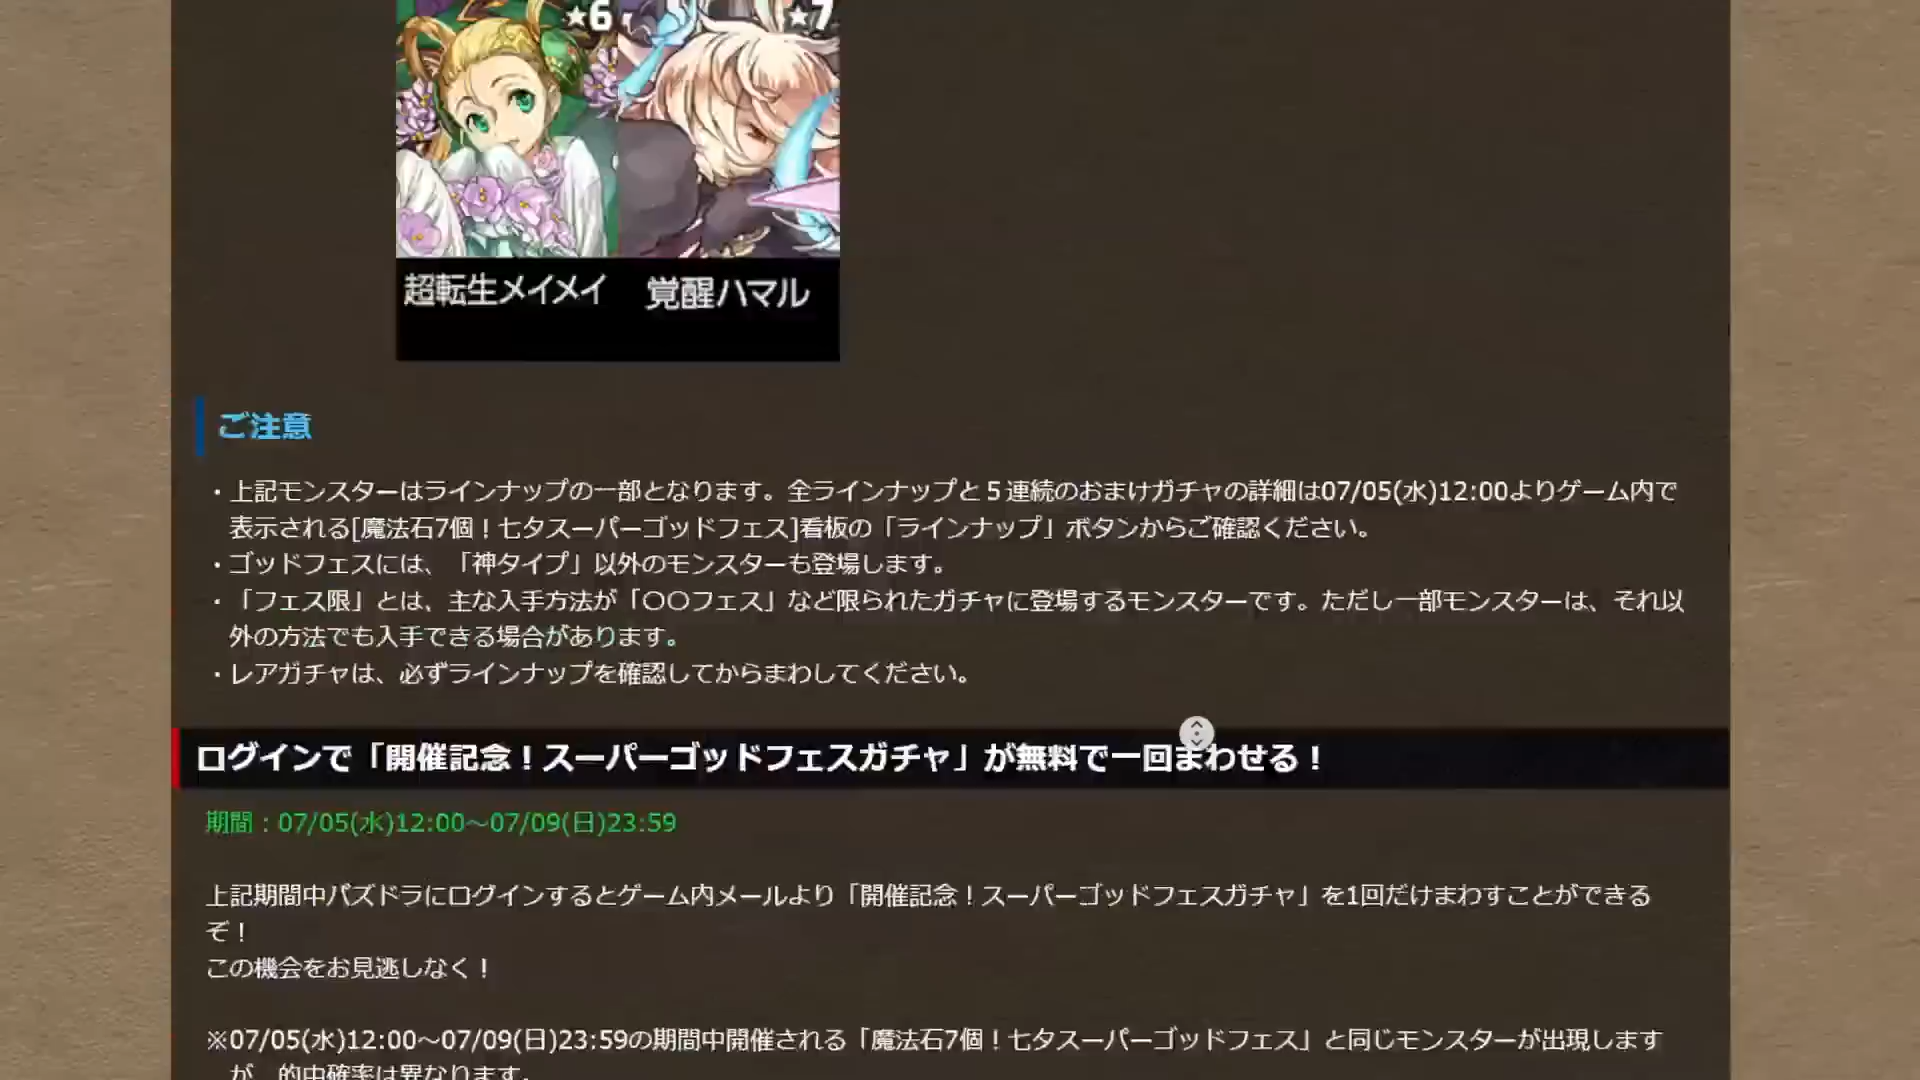 ★6 ★7
超転生メイメイ 覚醒ハマル
ご注意
・上記モンスターはラインナップの一部となります。全ラインナップと５連続のおまけガチャの詳細は07/05(水)12:00よりゲーム内で
表示される[魔法石7個！七夕スーパーゴッドフェス]看板の「ラインナップ」ボタンからご確認ください。
・ゴッドフェスには、「神タイプ」以外のモンスターも登場します。
・「フェス限」とは、主な入手方法が「〇〇フェス」など限られたガチャに登場するモンスターです。ただし一部モンスターは、それ以
外の方法でも入手できる場合があります。
・レアガチャは、必ずラインナップを確認してからまわしてください。
ログインで「開催記念！スーパーゴッドフェスガチャ」が無料で一回まわせる！
期間：07/05(水)12:00～07/09(日)23:59
上記期間中パズドラにログインするとゲーム内メールより「開催記念！スーパーゴッドフェスガチャ」を1回だけまわすことができる
ぞ！
この機会をお見逃しなく！
※07/05(水)12:00～07/09(日)23:59の期間中開催される「魔法石7個！七夕スーパーゴッドフェス」と同じモンスターが出現します
が、的中確率は異なります。